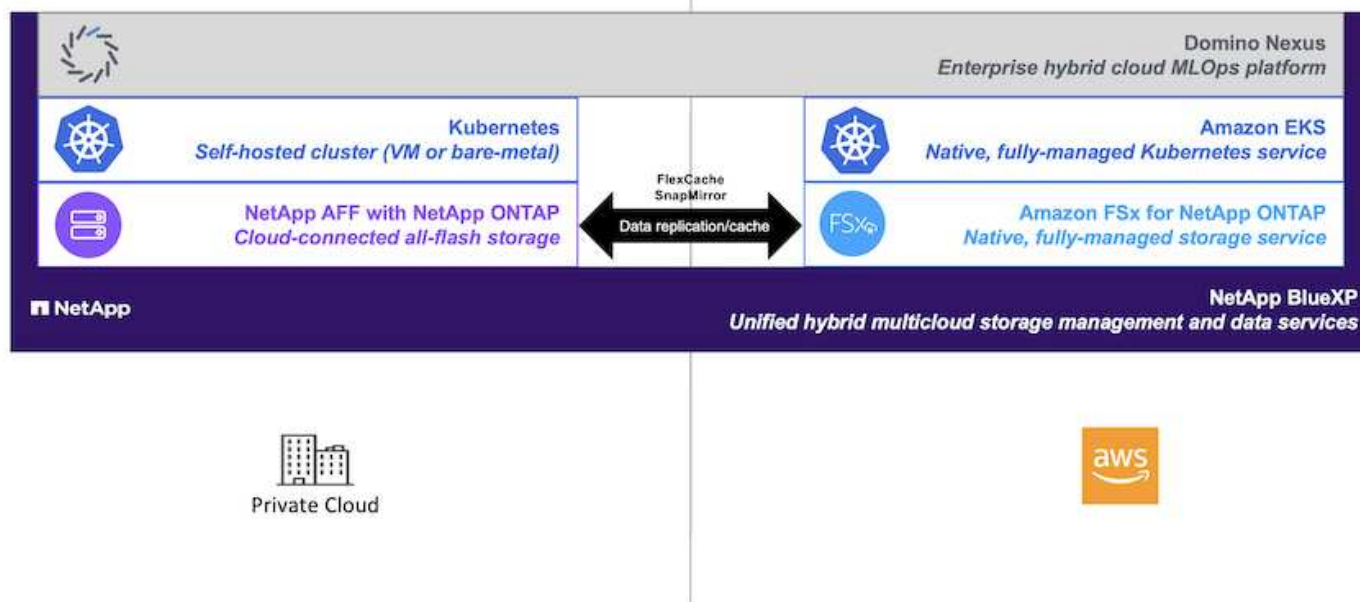 Domino Nexus
Enterprise hybrid cloud MLOps platform
Kubernetes
Self-hosted cluster (VM or bare-metal)
Amazon EKS
Native, fully-managed Kubernetes service
FlexCache
SnapMirror
NetApp AFF with NetApp ONTAP
Cloud-connected all-flash storage
Data replication/cache
FSx
Amazon FSx for NetApp ONTAP
Native, fully-managed storage service
NetApp
NetApp BlueXP
Unified hybrid multicloud storage management and data services
Private Cloud
aws